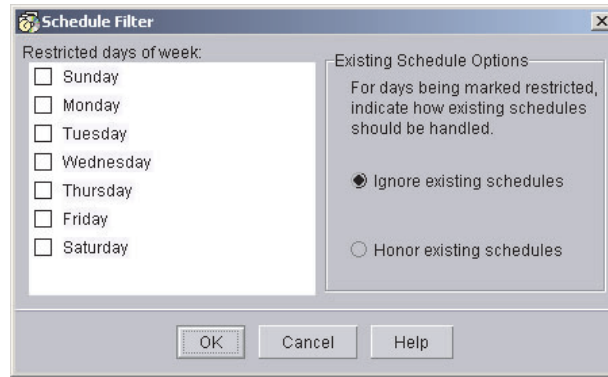 Schedule Filter
Restricted days of week:
Sunday
Monday
Tuesday
Wednesday
Thursday
Friday
Saturday
Existing Schedule Options
For days being marked restricted,
indicate how existing schedules
should be handled.
Ignore existing schedules
Honor existing schedules
OK
Cancel
Help